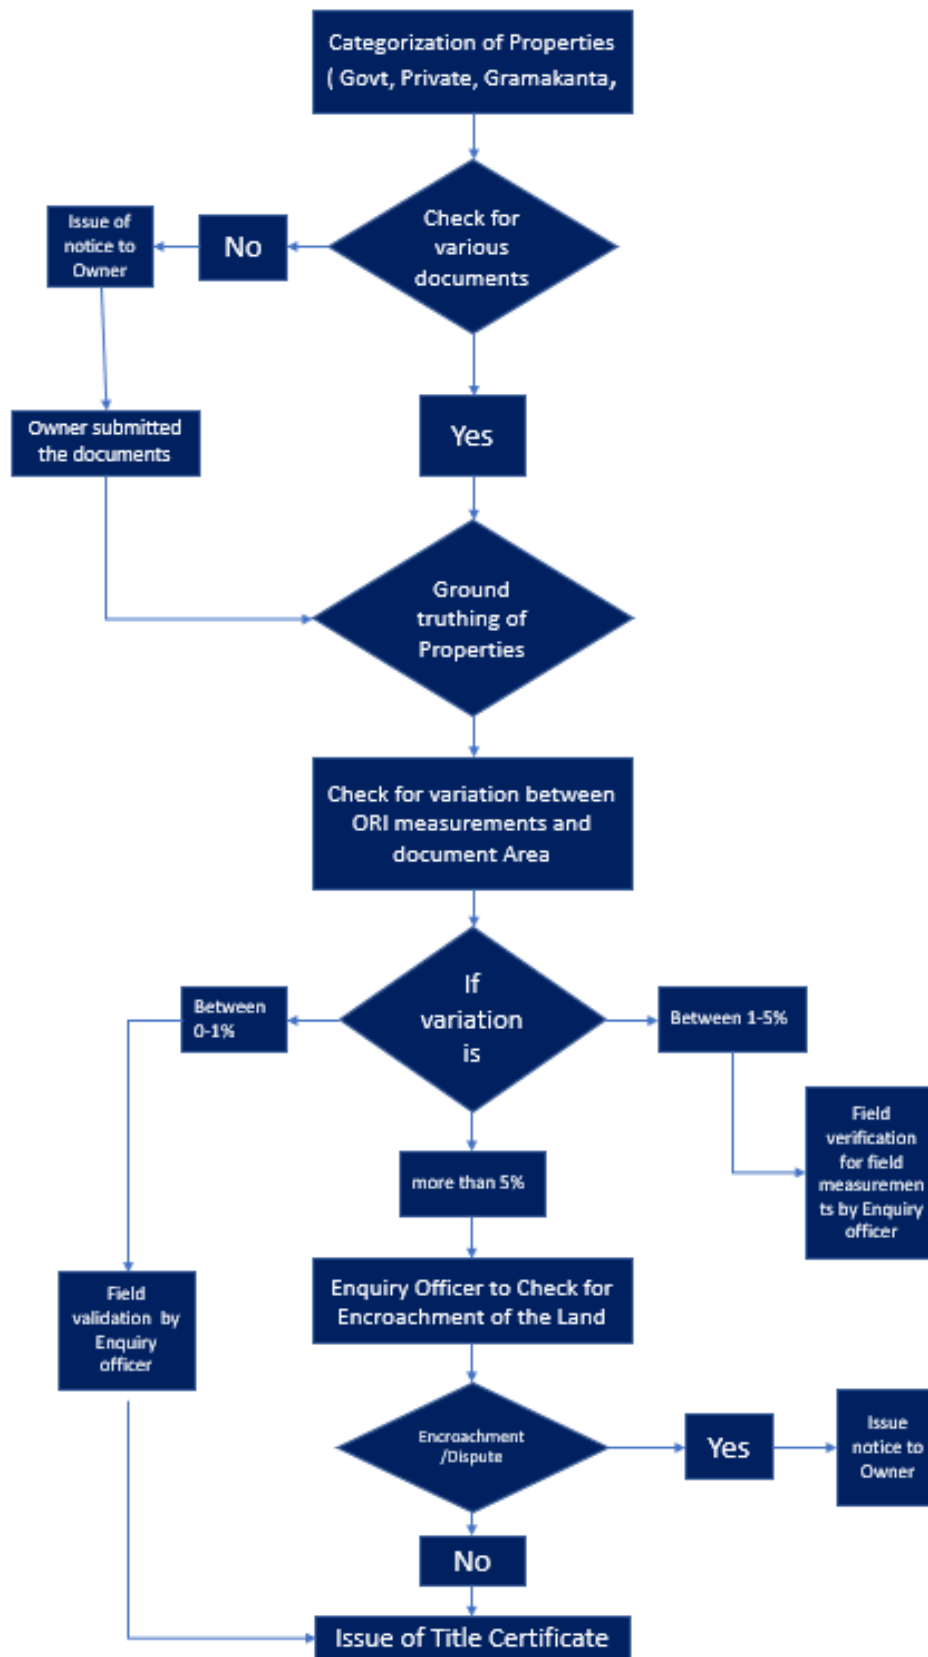 Categorization of Properties
( Govt, Private, Gramakanta,
Check for
various
documents
No
Issue of
notice to
Owner
Owner submitted
the documents
Yes
Ground
truthing of
Properties
Check for variation between
ORI measurements and
document Area
If
variation
is
Between
0-1%
Between 1-5%
more than 5%
Field
verification
for field
measuremen
ts by Enquiry
officer
Enquiry Officer to Check for
Encroachment of the Land
Field
validation by
Enquiry
officer
Encroachment
/Dispute
Yes
Issue
notice to
Owner
No
Issue of Title Certificate